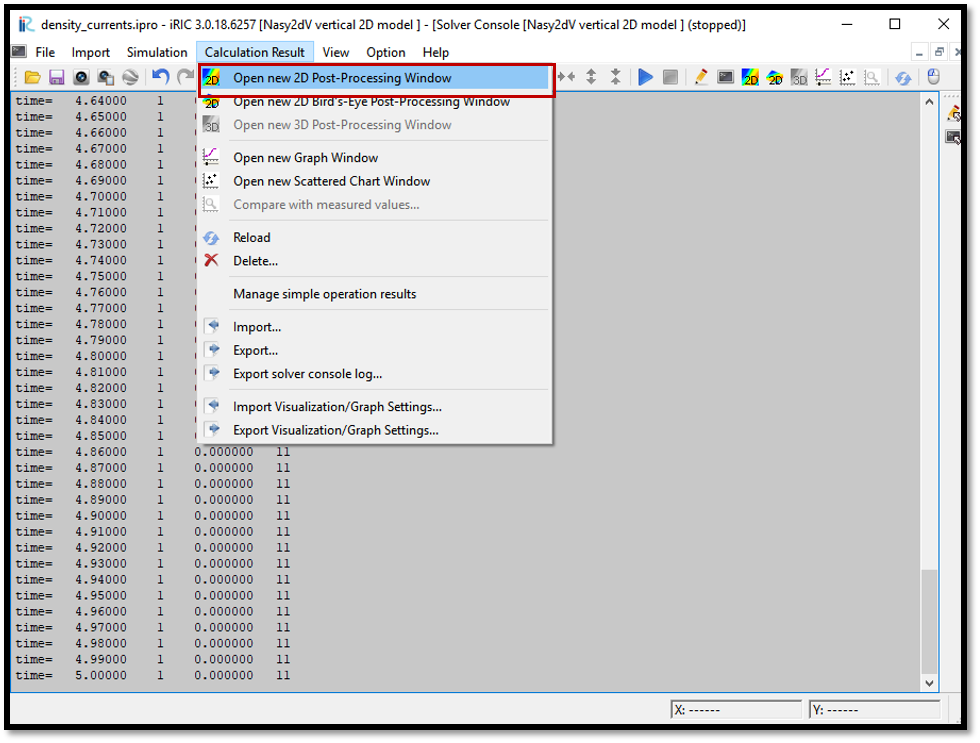 density_currents.ipro - iRIC 3.0.18.6257 [Nasy2dV vertical 2D model ] - [Solver Console [Nasy2dV vertical 2D model ] (stopped)]
File Import Simulation Calculation Result View Option Help
Open new 2D Post-Processing Window
Open new 2D Bird's-Eye Post-Processing Window
Open new 3D Post-Processing Window
Open new Graph Window
Open new Scattered Chart Window
Compare with measured values...
Reload
Delete...
Manage simple operation results
Import...
Export...
Export solver console log...
Import Visualization/Graph Settings...
Export Visualization/Graph Settings...
time= 4.64000 1
time= 4.65000 1
time= 4.66000 1
time= 4.67000 1
time= 4.68000 1
time= 4.69000 1
time= 4.70000 1
time= 4.71000 1
time= 4.72000 1
time= 4.73000 1
time= 4.74000 1
time= 4.75000 1
time= 4.76000 1
time= 4.77000 1
time= 4.78000 1
time= 4.79000 1
time= 4.80000 1
time= 4.81000 1
time= 4.82000 1
time= 4.83000 1
time= 4.84000 1
time= 4.85000 1
time= 4.86000 1 0.000000 11
time= 4.87000 1 0.000000 11
time= 4.88000 1 0.000000 11
time= 4.89000 1 0.000000 11
time= 4.90000 1 0.000000 11
time= 4.91000 1 0.000000 11
time= 4.92000 1 0.000000 11
time= 4.93000 1 0.000000 11
time= 4.94000 1 0.000000 11
time= 4.95000 1 0.000000 11
time= 4.96000 1 0.000000 11
time= 4.97000 1 0.000000 11
time= 4.98000 1 0.000000 11
time= 4.99000 1 0.000000 11
time= 5.00000 1 0.000000 11
X: ------ Y: ------